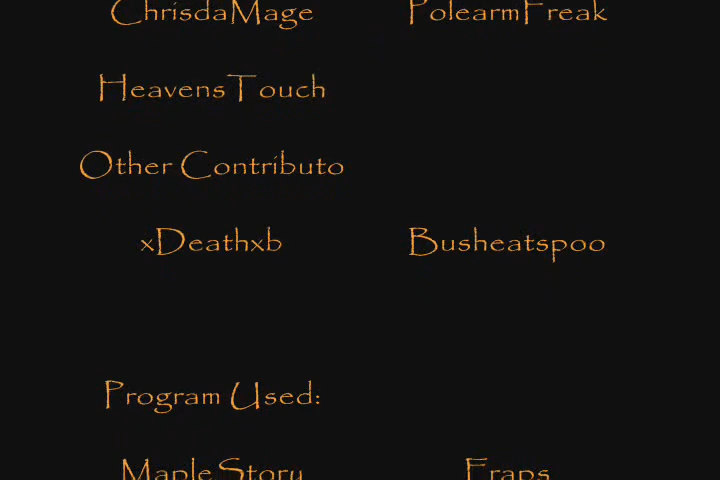 ChrisdaMage PolearmFreak
HeavensTouch
Other Contributo
xDeathxb Busheatspoo
Program Used:
MapleStory Fraps